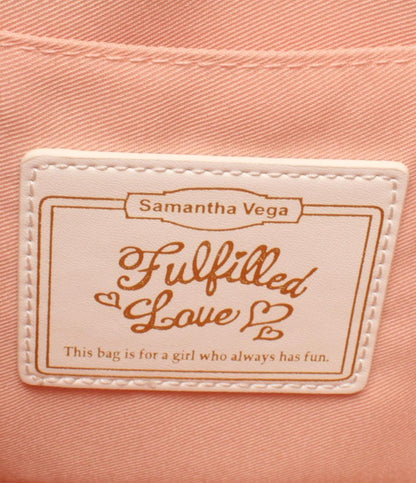 Samantha Vega
Fulfilled
Love
This bag is for a girl who always has fun.